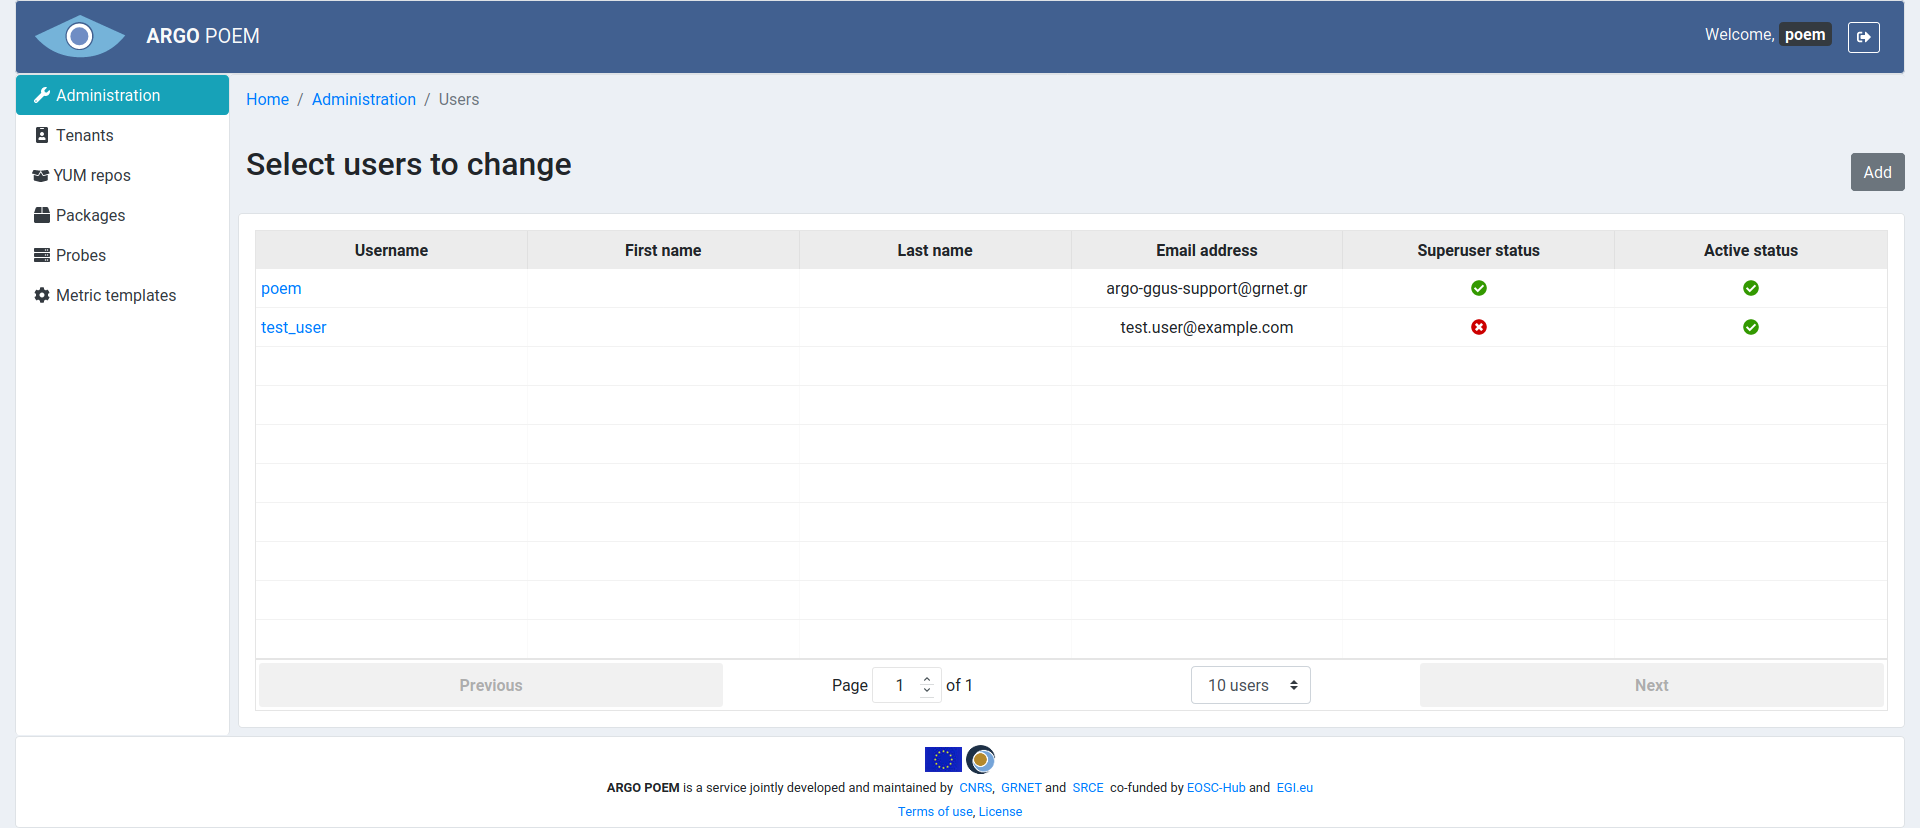 ARGO POEM
Welcome, poem
Administration
Tenants
YUM repos
Packages
Probes
Metric templates
Home / Administration / Users
Select users to change
Add
Username First name Last name Email address Superuser status Active status
poem argo-ggus-support@grnet.gr
test_user test.user@example.com
Previous Page 1 of 1 10 users Next
ARGO POEM is a service jointly developed and maintained by CNRS, GRNET and SRCE co-funded by EOSC-Hub and EGI.eu
Terms of use, License